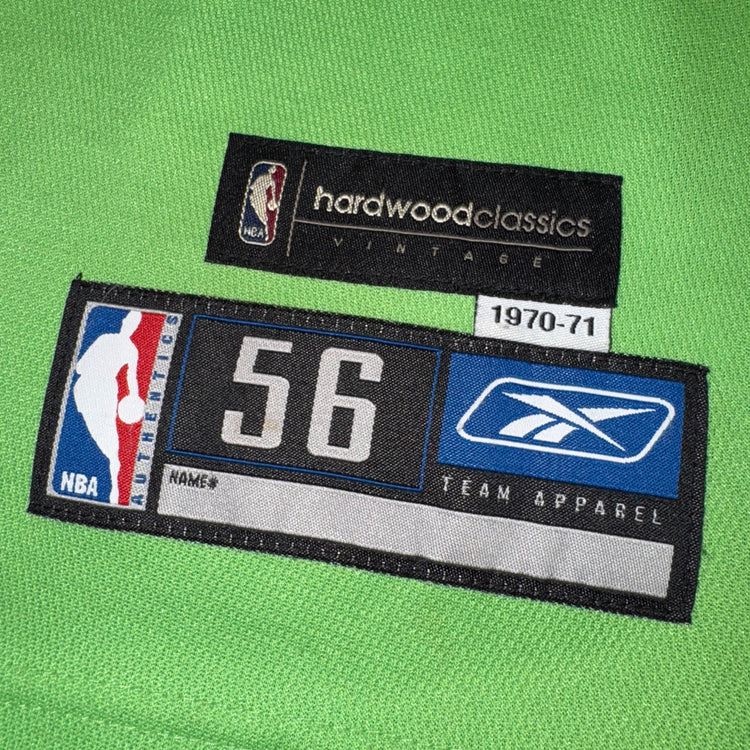 NBA
hardwoodclassics
VINTAGE
1970-71
NBA
AUTHENTICS
56
NAME#
TEAM APPAREL